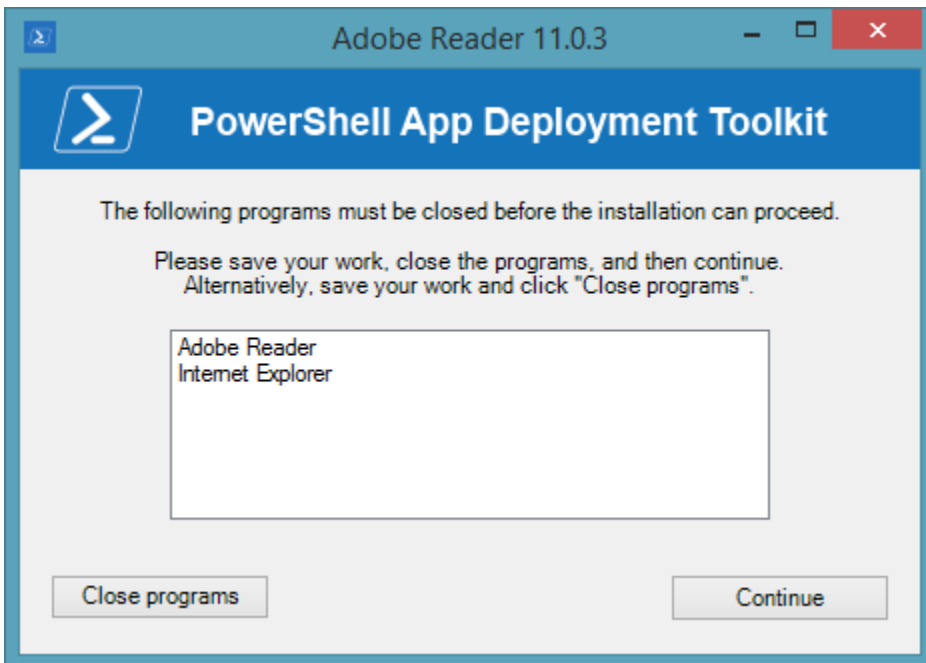 Adobe Reader 11.0.3
PowerShell App Deployment Toolkit
The following programs must be closed before the installation can proceed.
Please save your work, close the programs, and then continue.
Alternatively, save your work and click "Close programs".
Adobe Reader
Internet Explorer
Close programs
Continue